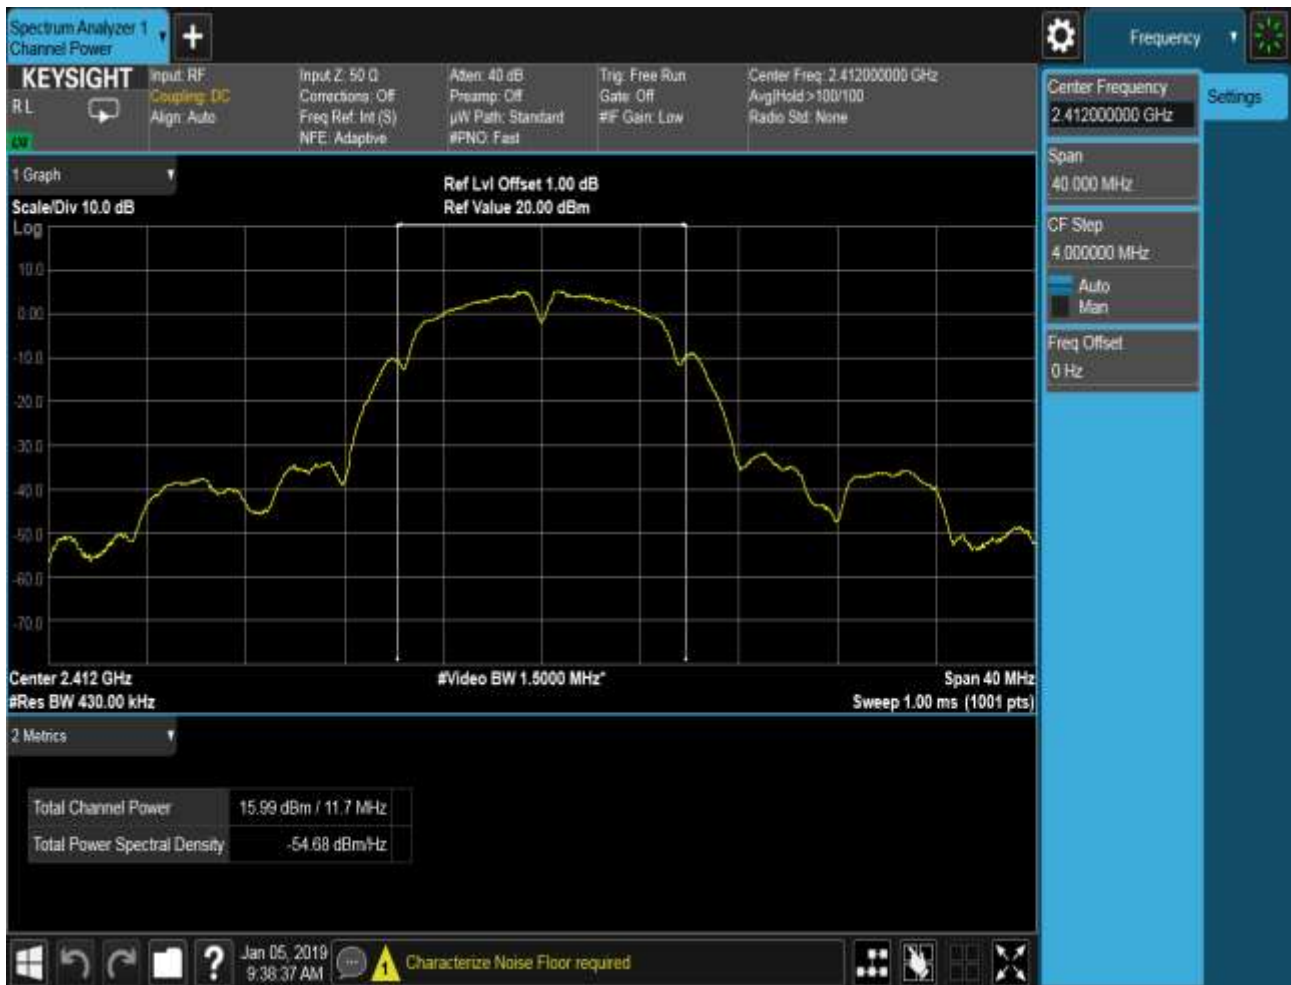 Spectrum Analyzer 1
Channel Power
+
Frequency
KEYSIGHT
R L
Input: RF
Coupling: DC
Align: Auto
Input Z: 50 Ω
Corrections: Off
Freq Ref: Int (S)
NFE: Adaptive
Atten: 40 dB
Preamp: Off
µW Path: Standard
#PNO: Fast
Trig: Free Run
Gate: Off
#IF Gain: Low
Center Freq: 2.412000000 GHz
Avg|Hold:>100/100
Radio Std: None
Center Frequency
2.412000000 GHz
Settings
Span
40.000 MHz
CF Step
4.000000 MHz
Auto
Man
Freq Offset
0 Hz
1 Graph
Scale/Div 10.0 dB
Ref Lvl Offset 1.00 dB
Ref Value 20.00 dBm
Log
10.0
0.00
-10.0
-20.0
-30.0
-40.0
-50.0
-60.0
-70.0
Center 2.412 GHz
#Video BW 1.5000 MHz*
Span 40 MHz
#Res BW 430.00 kHz
Sweep 1.00 ms (1001 pts)
2 Metrics
Total Channel Power 15.99 dBm / 11.7 MHz
Total Power Spectral Density -54.68 dBm/Hz
?
Jan 05, 2019
9:38:37 AM
1
Characterize Noise Floor required